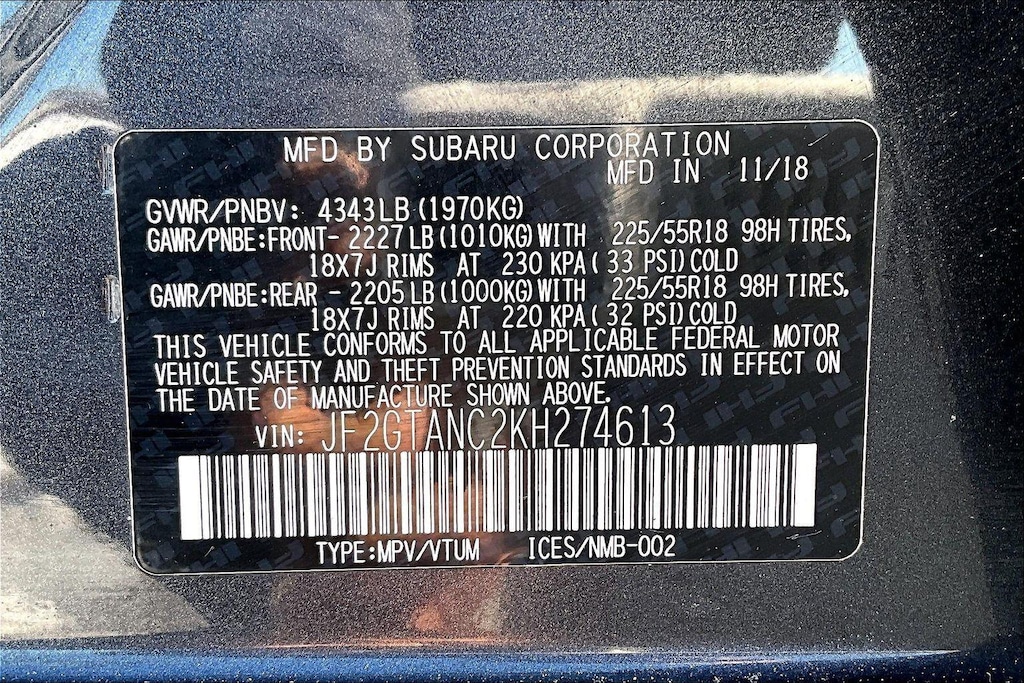 MFD BY SUBARU CORPORATION
MFD IN 11/18
GVWR/PNBV: 4343LB(1970KG)
GAWR/PNBE:FRONT- 2227LB(1010KG)WITH 225/55R18 98H TIRES,
18X7J RIMS AT 230 KPA( 33 PSI)COLD
GAWR/PNBE:REAR - 2205LB(1000KG)WITH 225/55R18 98H TIRES,
18X7J RIMS AT 220 KPA( 32 PSI)COLD
THIS VEHICLE CONFORMS TO ALL APPLICABLE FEDERAL MOTOR
VEHICLE SAFETY AND THEFT PREVENTION STANDARDS IN EFFECT ON
THE DATE OF MANUFACTURE SHOWN ABOVE.
VIN: JF2GTANC2KH274613
TYPE:MPV/VTUM ICES/NMB-002